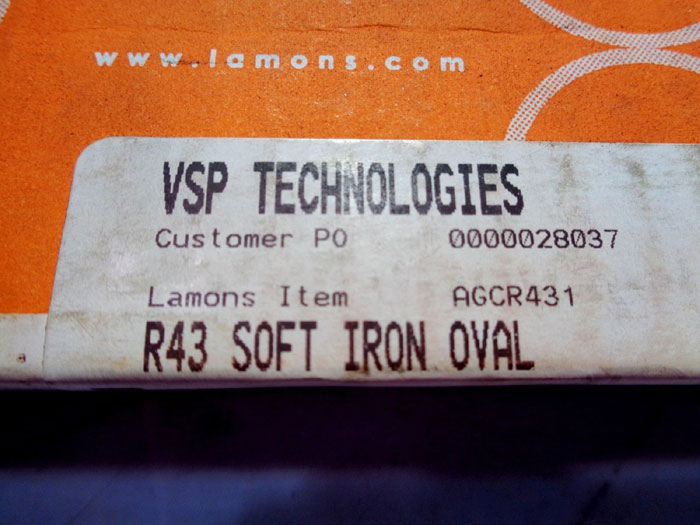 www.lamons.com
VSP TECHNOLOGIES
Customer PO 0000028037
Lamons Item AGCR431
R43 SOFT IRON OVAL